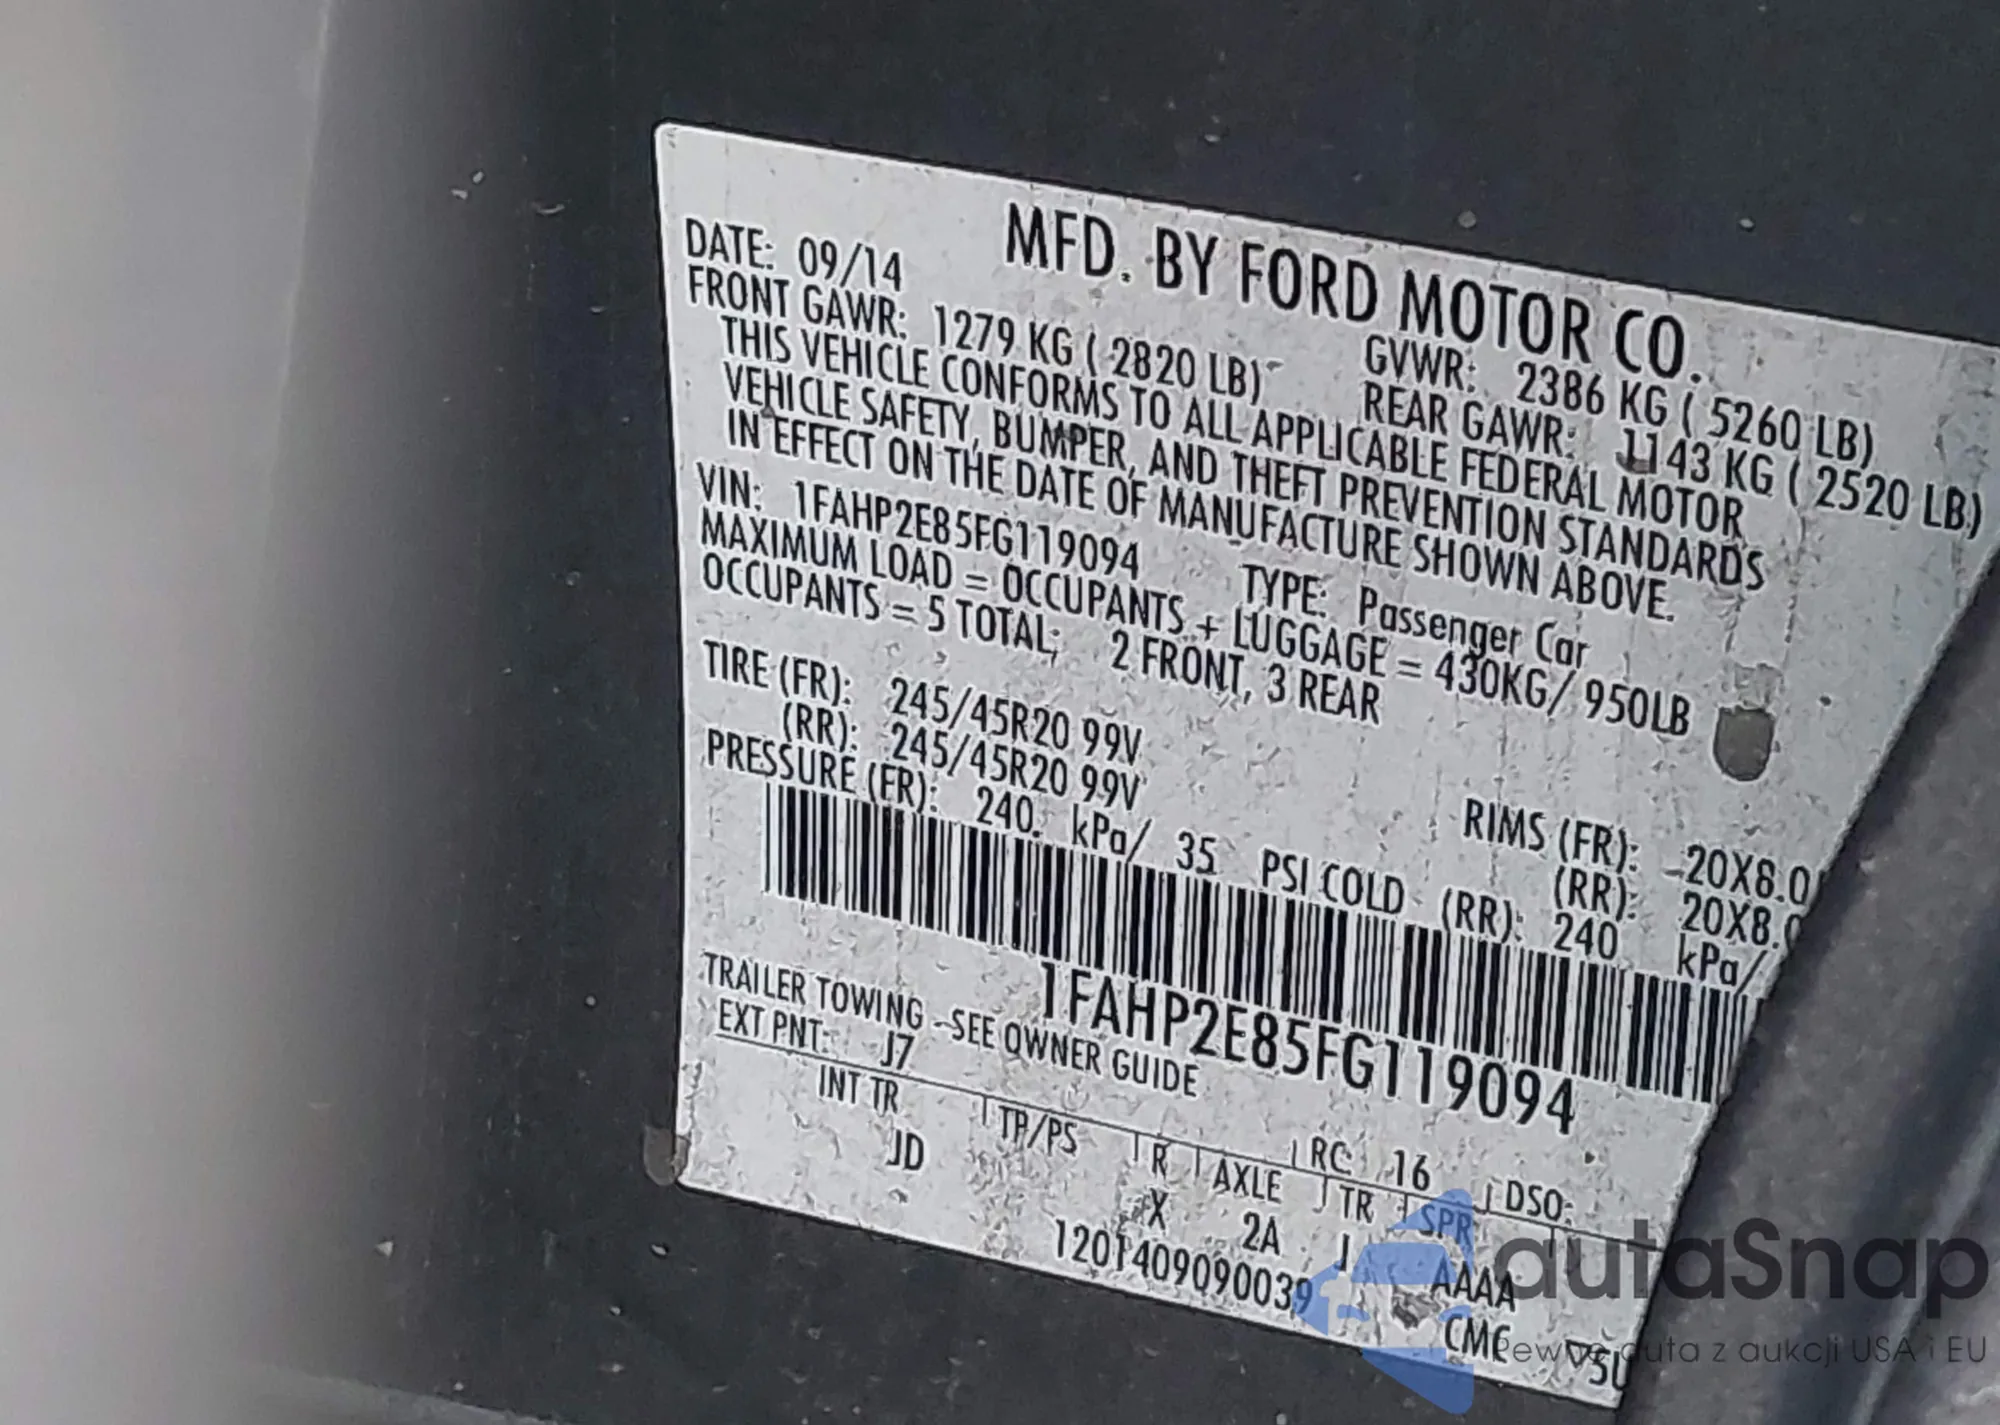 MFD. BY FORD MOTOR CO.
DATE: 09/14 GVWR: 2386 KG ( 5260 LB)
FRONT GAWR: 1279 KG ( 2820 LB) REAR GAWR: 1143 KG ( 2520 LB)
THIS VEHICLE CONFORMS TO ALL APPLICABLE FEDERAL MOTOR
VEHICLE SAFETY, BUMPER, AND THEFT PREVENTION STANDARDS
IN EFFECT ON THE DATE OF MANUFACTURE SHOWN ABOVE.
VIN: 1FAHP2E85FG119094 TYPE: Passenger Car
MAXIMUM LOAD = OCCUPANTS + LUGGAGE = 430KG/ 950LB
OCCUPANTS = 5 TOTAL; 2 FRONT, 3 REAR
TIRE (FR): 245/45R20 99V RIMS (FR): 20X8.0
(RR): 245/45R20 99V (RR): 20X8.0
PRESSURE (FR): 240 kPa/ 35 PSI COLD (RR): 240 kPa/
1FAHP2E85FG119094
TRAILER TOWING -SEE OWNER GUIDE
EXT PNT: J7 RC: 16 DSO:
INT TR TP/PS R AXLE TR SPR
JD X 2A J AAAA
1201409090039 CMC
autaSnap
Pewne auta z aukcji USA i EU